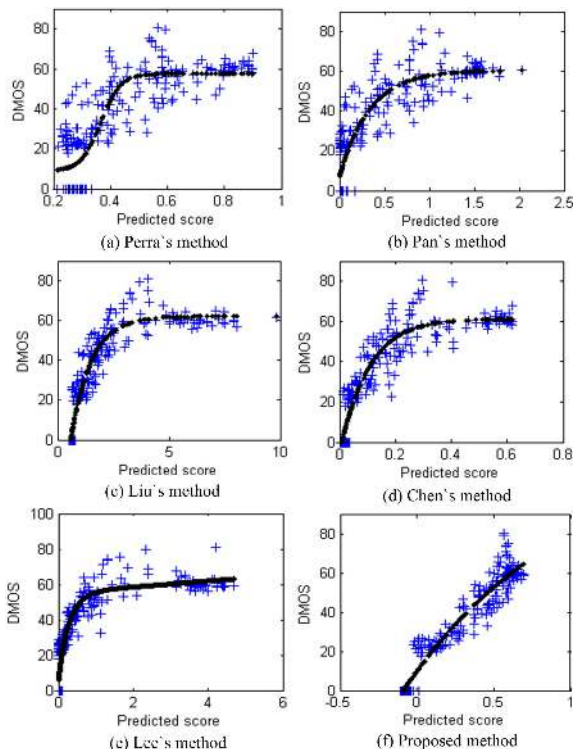 80
60
40
20
0
DMOS
0.2 0.4 0.6 0.8 1
Predicted score
(a) Perra`s method
80
60
40
20
0
DMOS
0 0.5 1 1.5 2 2.5
Predicted score
(b) Pan`s method
80
60
40
20
0
DMOS
0 5 10
Predicted score
(c) Liu`s method
80
60
40
20
0
DMOS
0 0.2 0.4 0.6 0.8
Predicted score
(d) Chen`s method
100
80
60
40
20
0
DMOS
0 2 4 6
Predicted score
(e) Lee`s method
100
80
60
40
20
0
DMOS
-0.5 0 0.5 1
Predicted score
(f) Proposed method